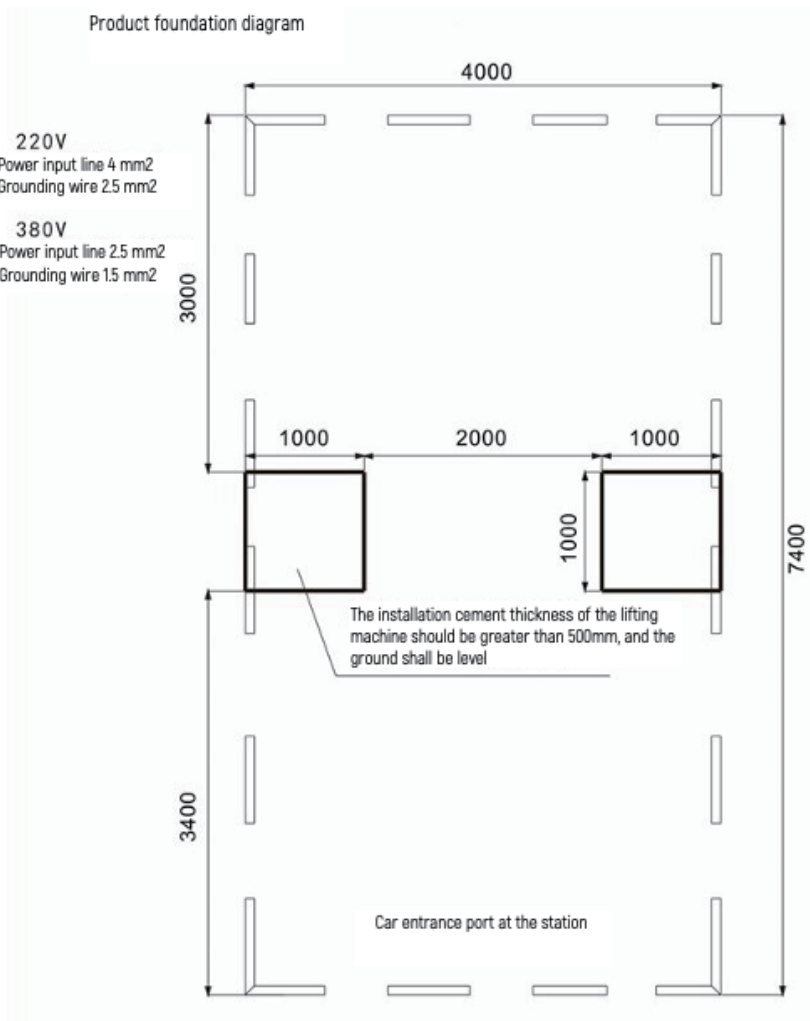 Product foundation diagram
4000
220V
Power input line 4 mm2
Grounding wire 2.5 mm2
380V
Power input line 2.5 mm2
Grounding wire 1.5 mm2
3000
1000
2000
1000
1000
7400
The installation cement thickness of the lifting
machine should be greater than 500mm, and the
ground shall be level
3400
Car entrance port at the station